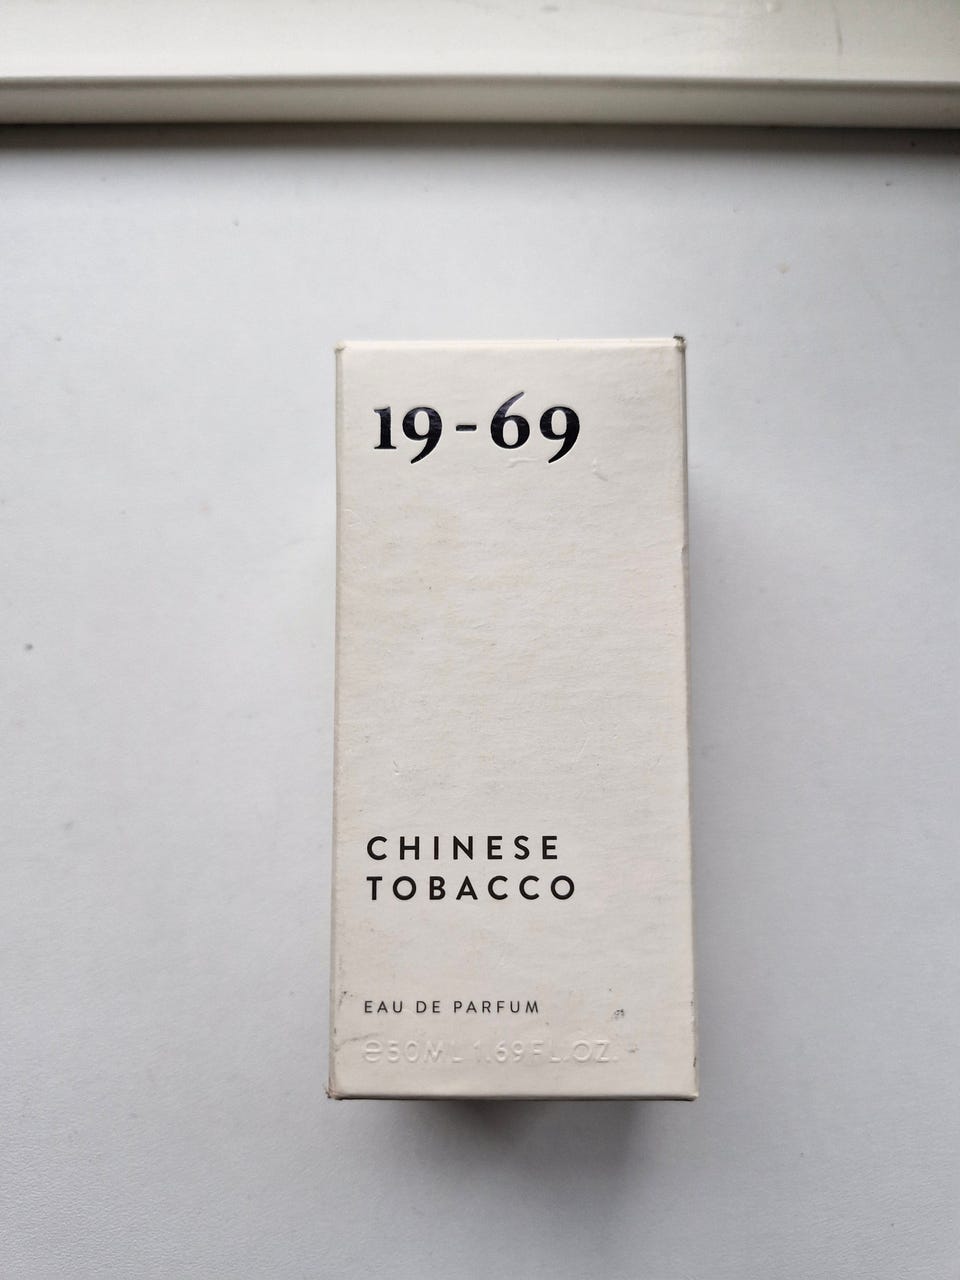 19-69
CHINESE
TOBACCO
EAU DE PARFUM
℮50ML 1.69FL.OZ.